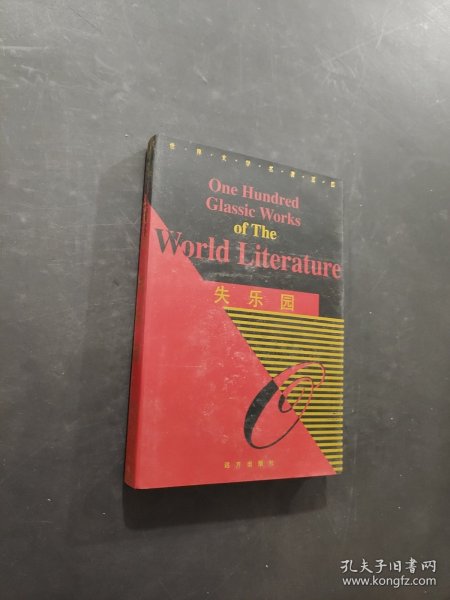 世·界·文·学·名·著·百·部
One Hundred
Glassic Works
of The
World Literature
失乐园
远方出版社
孔夫子旧书网
www.kongfz.com